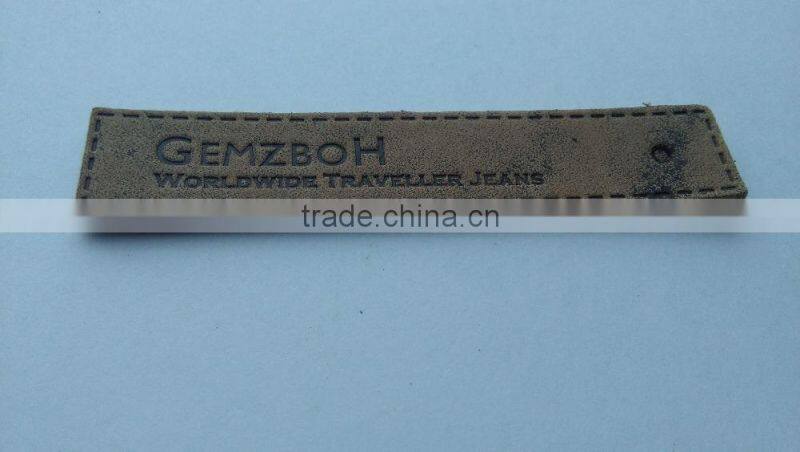 GEMZBOH
WORLDWIDE TRAVELLER JEANS
trade.china.cn